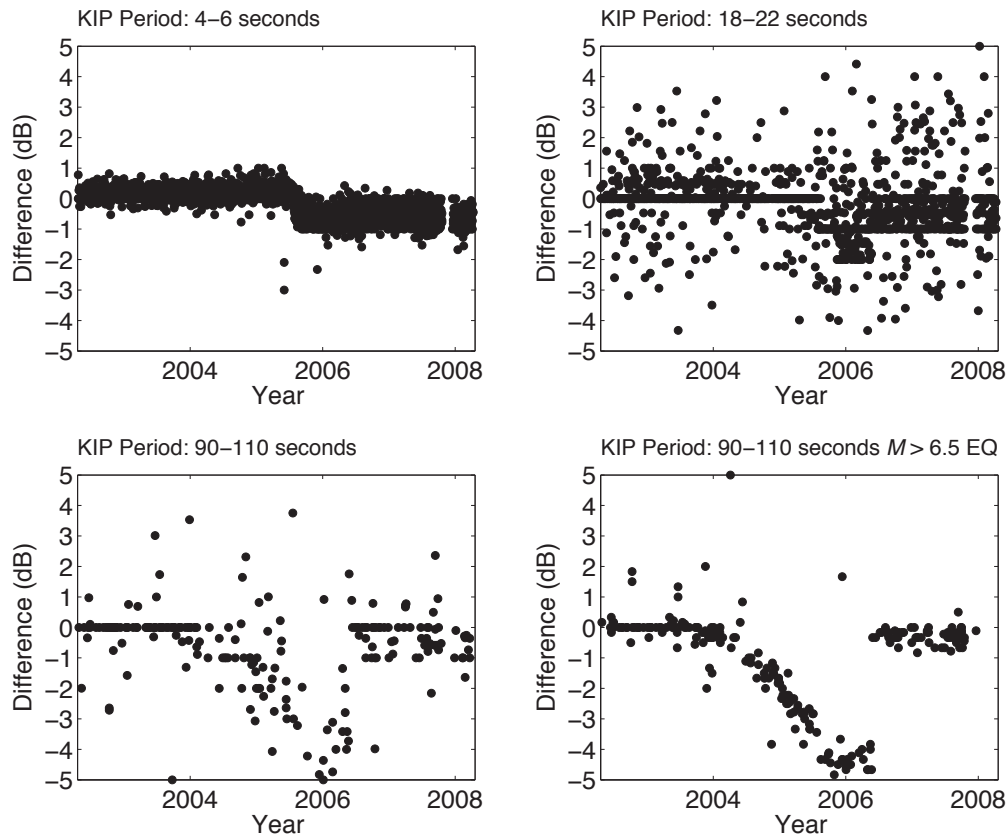 KIP Period: 4–6 seconds
5
4
3
2
1
0
−1
−2
−3
−4
−5
Difference (dB)
2004 2006 2008
Year
KIP Period: 18–22 seconds
5
4
3
2
1
0
−1
−2
−3
−4
−5
Difference (dB)
2004 2006 2008
Year
KIP Period: 90–110 seconds
5
4
3
2
1
0
−1
−2
−3
−4
−5
Difference (dB)
2004 2006 2008
Year
KIP Period: 90–110 seconds M > 6.5 EQ
5
4
3
2
1
0
−1
−2
−3
−4
−5
Difference (dB)
2004 2006 2008
Year